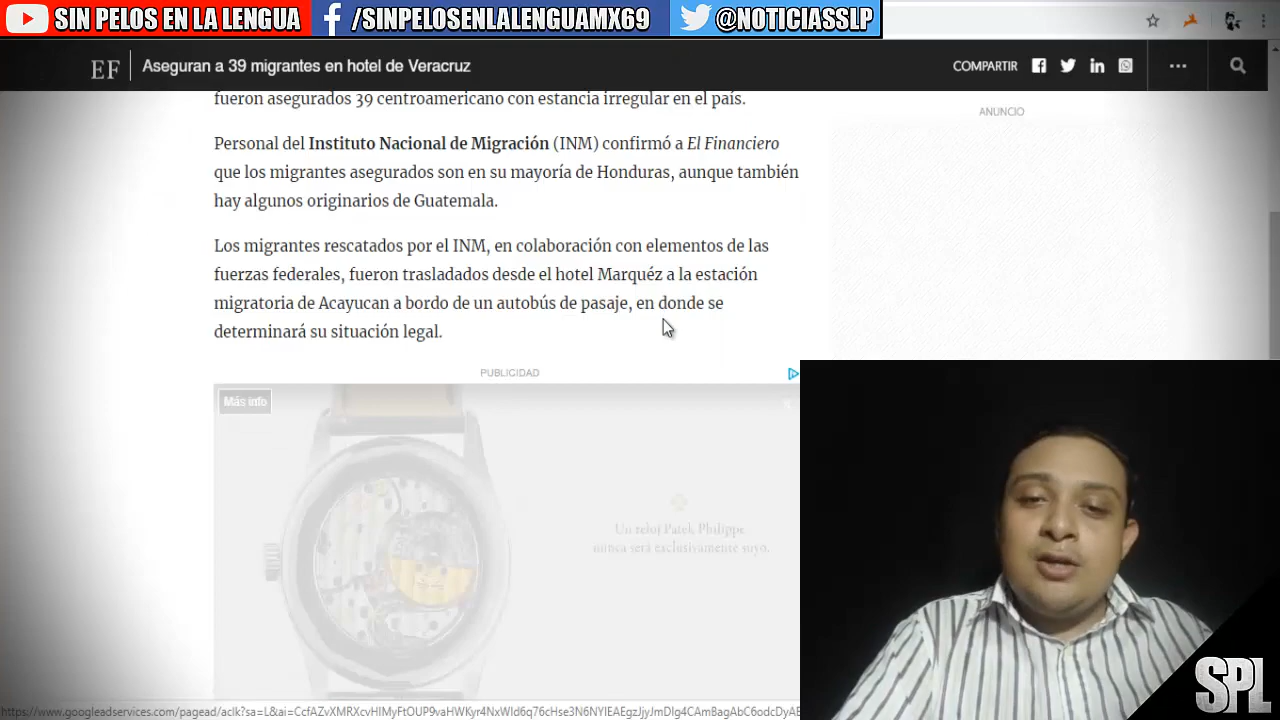 SIN PELOS EN LA LENGUA
/SINPELOSENLALENGUAMX69
@NOTICIASSLP
EF
Aseguran a 39 migrantes en hotel de Veracruz
COMPARTIR
fueron asegurados 39 centroamericano con estancia irregular en el país.
ANUNCIO
Personal del Instituto Nacional de Migración (INM) confirmó a El Financiero
que los migrantes asegurados son en su mayoría de Honduras, aunque también
hay algunos originarios de Guatemala.
Los migrantes rescatados por el INM, en colaboración con elementos de las
fuerzas federales, fueron trasladados desde el hotel Marquéz a la estación
migratoria de Acayucan a bordo de un autobús de pasaje, en donde se
determinará su situación legal.
PUBLICIDAD
Más info
Un reloj Patek Philippe
nunca será exclusivamente suyo.
SPL